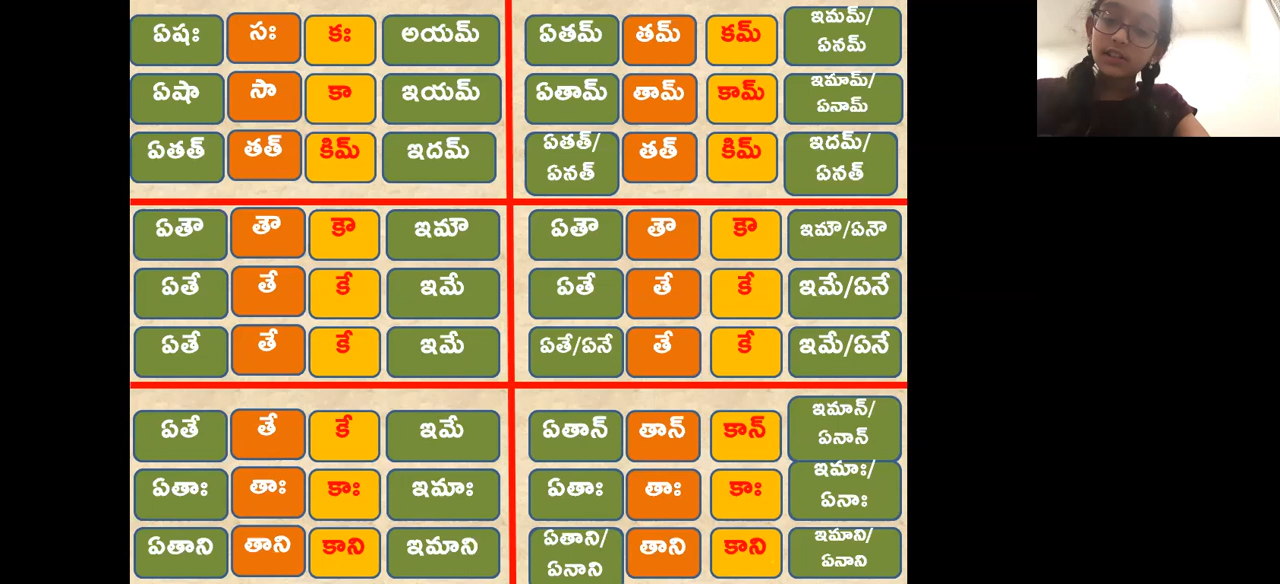 ఏషః సః కః అయమ్
ఏషా సా కా ఇయమ్
ఏతత్ తత్ కిమ్ ఇదమ్
ఏతమ్ తమ్ కమ్ ఇమమ్/
ఏనమ్
ఏతామ్ తామ్ కామ్ ఇమామ్/
ఏనామ్
ఏతత్/
ఏనత్ తత్ కిమ్ ఇదమ్/
ఏనత్
ఏతౌ తౌ కౌ ఇమౌ
ఏతే తే కే ఇమే
ఏతే తే కే ఇమే
ఏతౌ తౌ కౌ ఇమౌ/ఏనౌ
ఏతే తే కే ఇమే/ఏనే
ఏతే/ఏనే తే కే ఇమే/ఏనే
ఏతే తే కే ఇమే
ఏతాః తాః కాః ఇమాః
ఏతాని తాని కాని ఇమాని
ఏతాన్ తాన్ కాన్ ఇమాన్/
ఏనాన్
ఏతాః తాః కాః ఇమాః/
ఏనాః
ఏతాని/
ఏనాని తాని కాని ఇమాని/
ఏనాని